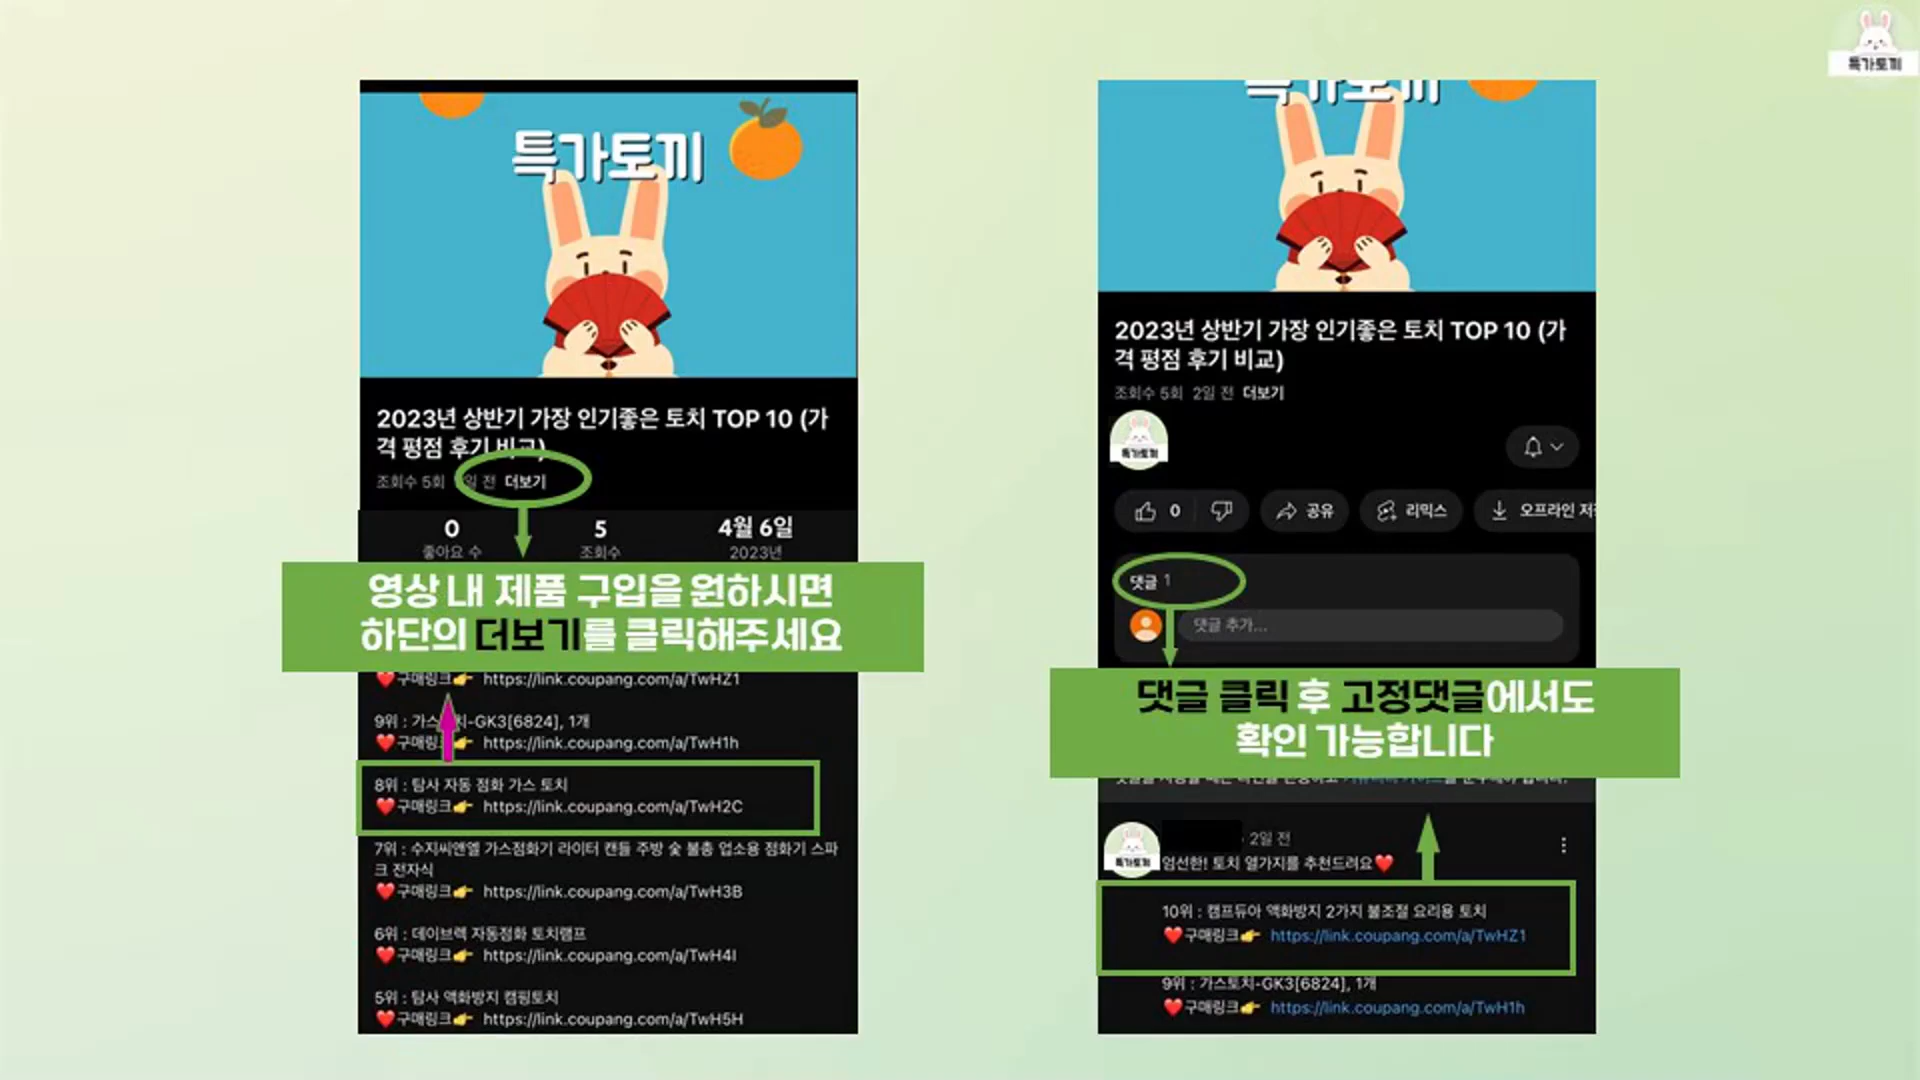 특가토끼
특가토끼
2023년 상반기 가장 인기좋은 토치 TOP 10 (가
격 평점 후기 비교)
조회수 5회 일 전 더보기
0 5 4월 6일
좋아요 수 조회수 2023년
영상 내 제품 구입을 원하시면
하단의 더보기를 클릭해주세요
❤️구매링크👉 https://link.coupang.com/a/TwHZ1
9위 : 가스토치-GK3[6824], 1개
❤️구매링크👉 https://link.coupang.com/a/TwH1h
8위 : 탐사 자동 점화 가스 토치
❤️구매링크👉 https://link.coupang.com/a/TwH2C
7위 : 수지씨앤엘 가스점화기 라이터 캔들 주방 숯 불총 업소용 점화기 스파
크 전자식
❤️구매링크👉 https://link.coupang.com/a/TwH3B
6위 : 데이브렉 자동점화 토치램프
❤️구매링크👉 https://link.coupang.com/a/TwH4I
5위 : 탐사 액화방지 캠핑토치
❤️구매링크👉 https://link.coupang.com/a/TwH5H
특가토끼
2023년 상반기 가장 인기좋은 토치 TOP 10 (가
격 평점 후기 비교)
조회수 5회 2일 전 더보기
특가토끼
0 공유 리믹스 오프라인 저
댓글 1
댓글 추가...
댓글 클릭 후 고정댓글에서도
확인 가능합니다
2일 전
특가토끼
엄선한! 토치 열가지를 추천드려요❤️
10위 : 캠프듀아 액화방지 2가지 불조절 요리용 토치
❤️구매링크👉 https://link.coupang.com/a/TwHZ1
9위 : 가스토치-GK3[6824], 1개
❤️구매링크👉 https://link.coupang.com/a/TwH1h